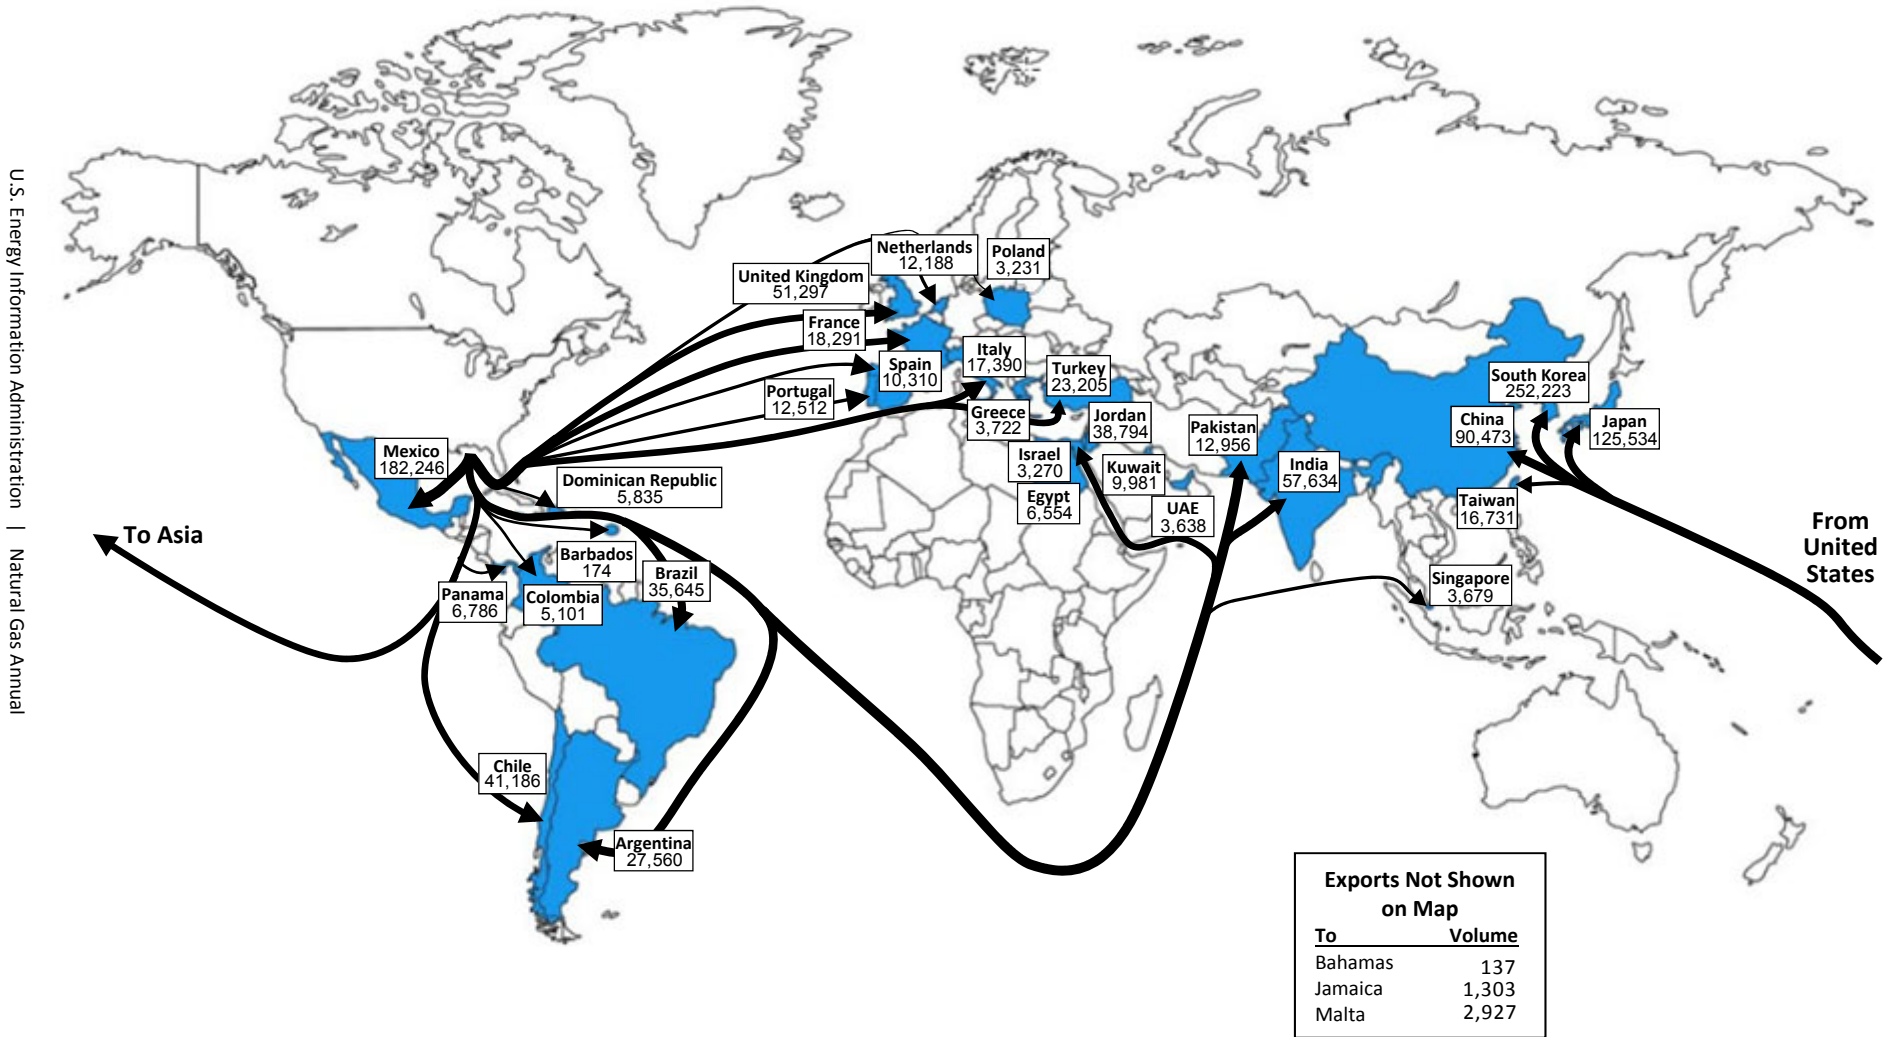 U.S. Energy Information Administration | Natural Gas Annual
Netherlands
12,188
Poland
3,231
United Kingdom
51,297
France
18,291
Italy
17,390
Spain
10,310
Turkey
23,205
Portugal
12,512
Greece
3,722
Jordan
38,794
Pakistan
12,956
South Korea
252,223
China
90,473
Japan
125,534
Mexico
182,246
Israel
3,270
Kuwait
9,981
India
57,634
Dominican Republic
5,835
Egypt
6,554
UAE
3,638
Taiwan
16,731
To Asia
From
United
States
Barbados
174
Brazil
35,645
Panama
6,786
Colombia
5,101
Singapore
3,679
Chile
41,186
Argentina
27,560
Exports Not Shown
on Map
To Volume
Bahamas 137
Jamaica 1,303
Malta 2,927